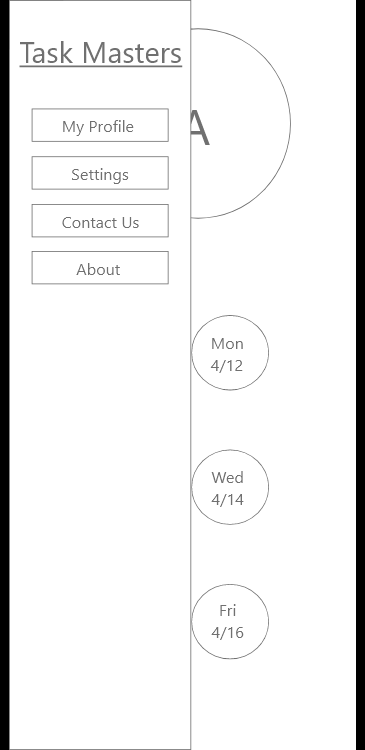 Task Masters
My Profile
Settings
Contact Us
About
A
Mon
4/12
Wed
4/14
Fri
4/16